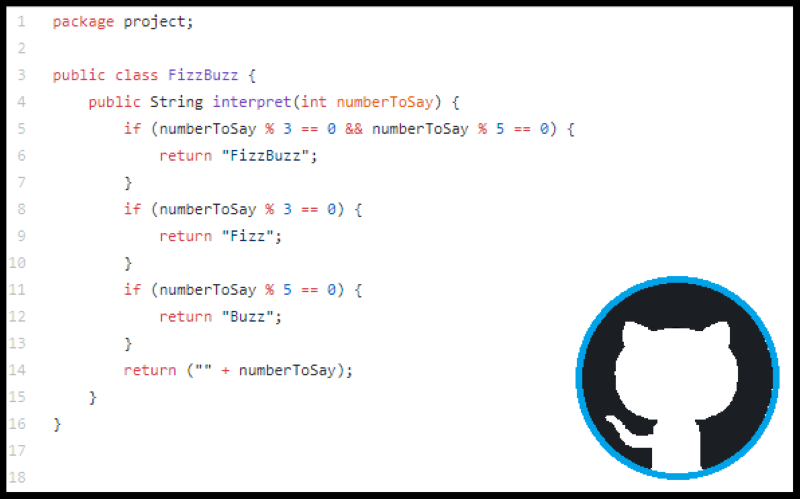 1 package project;
2
3 public class FizzBuzz {
4     public String interpret(int numberToSay) {
5         if (numberToSay % 3 == 0 && numberToSay % 5 == 0) {
6             return "FizzBuzz";
7         }
8         if (numberToSay % 3 == 0) {
9             return "Fizz";
10         }
11         if (numberToSay % 5 == 0) {
12             return "Buzz";
13         }
14         return ("" + numberToSay);
15     }
16 }
17
18